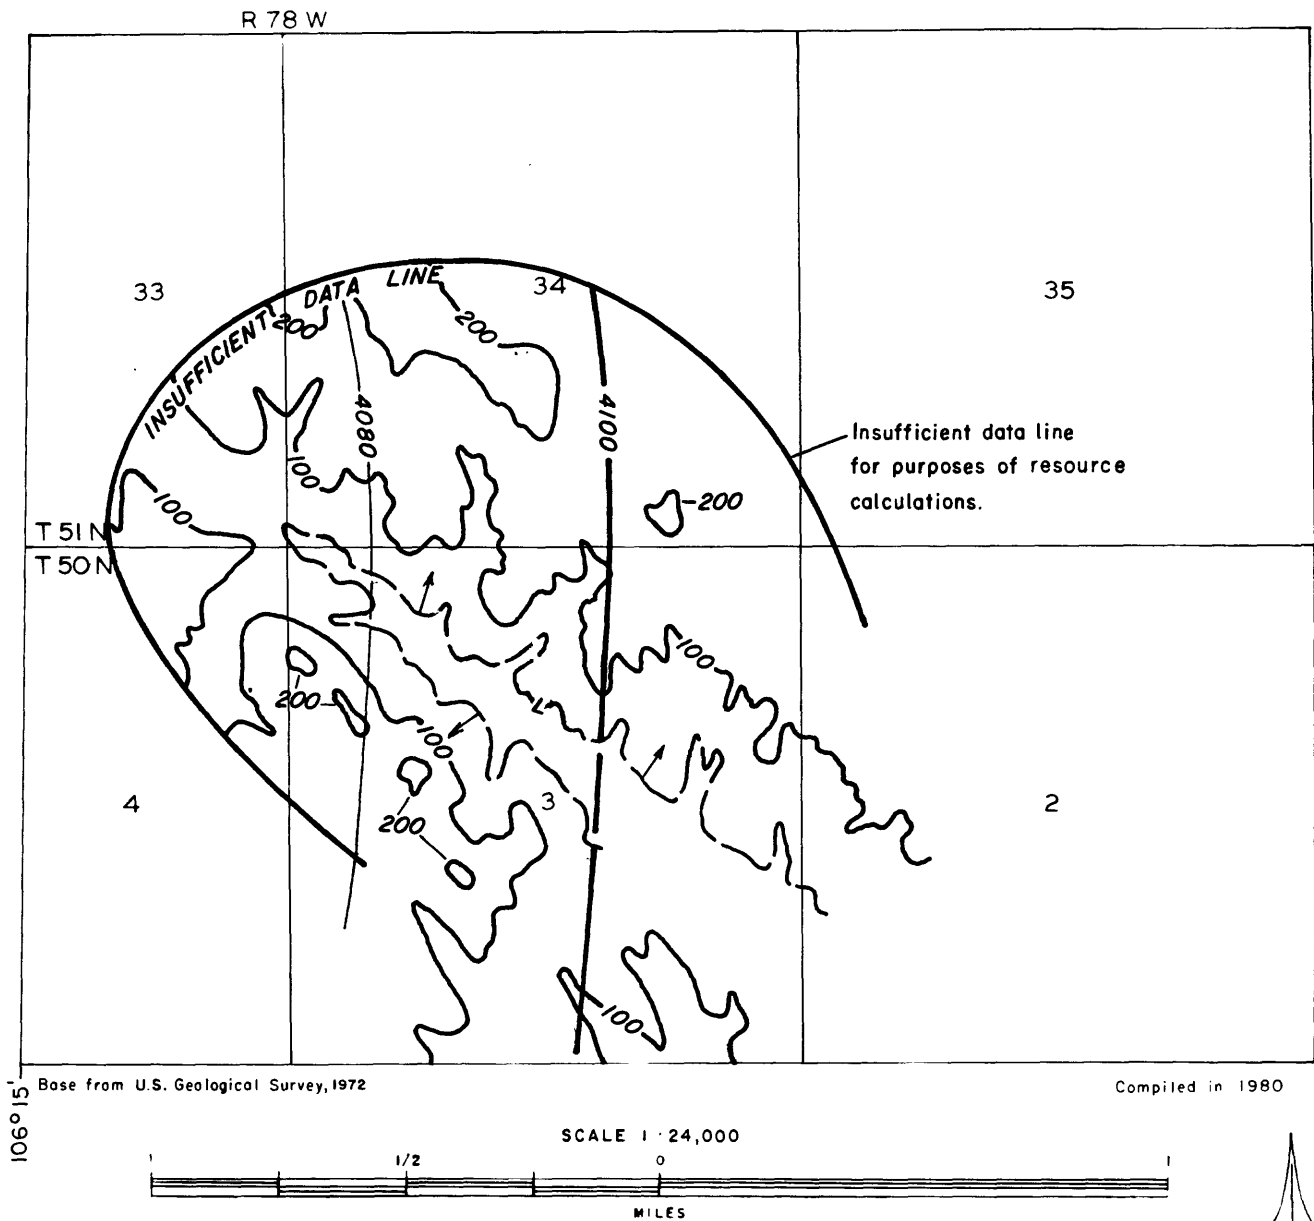 R 78 W
33
34
35
INSUFFICIENT DATA LINE
200
200
4080
4100
100
100
200
Insufficient data line
for purposes of resource
calculations.
T 51 N
T 50 N
100
200
100
4
200
3
2
100
106° 15'
Base from U.S. Geological Survey, 1972
Compiled in 1980
SCALE 1 : 24,000
1
1/2
0
1
MILES